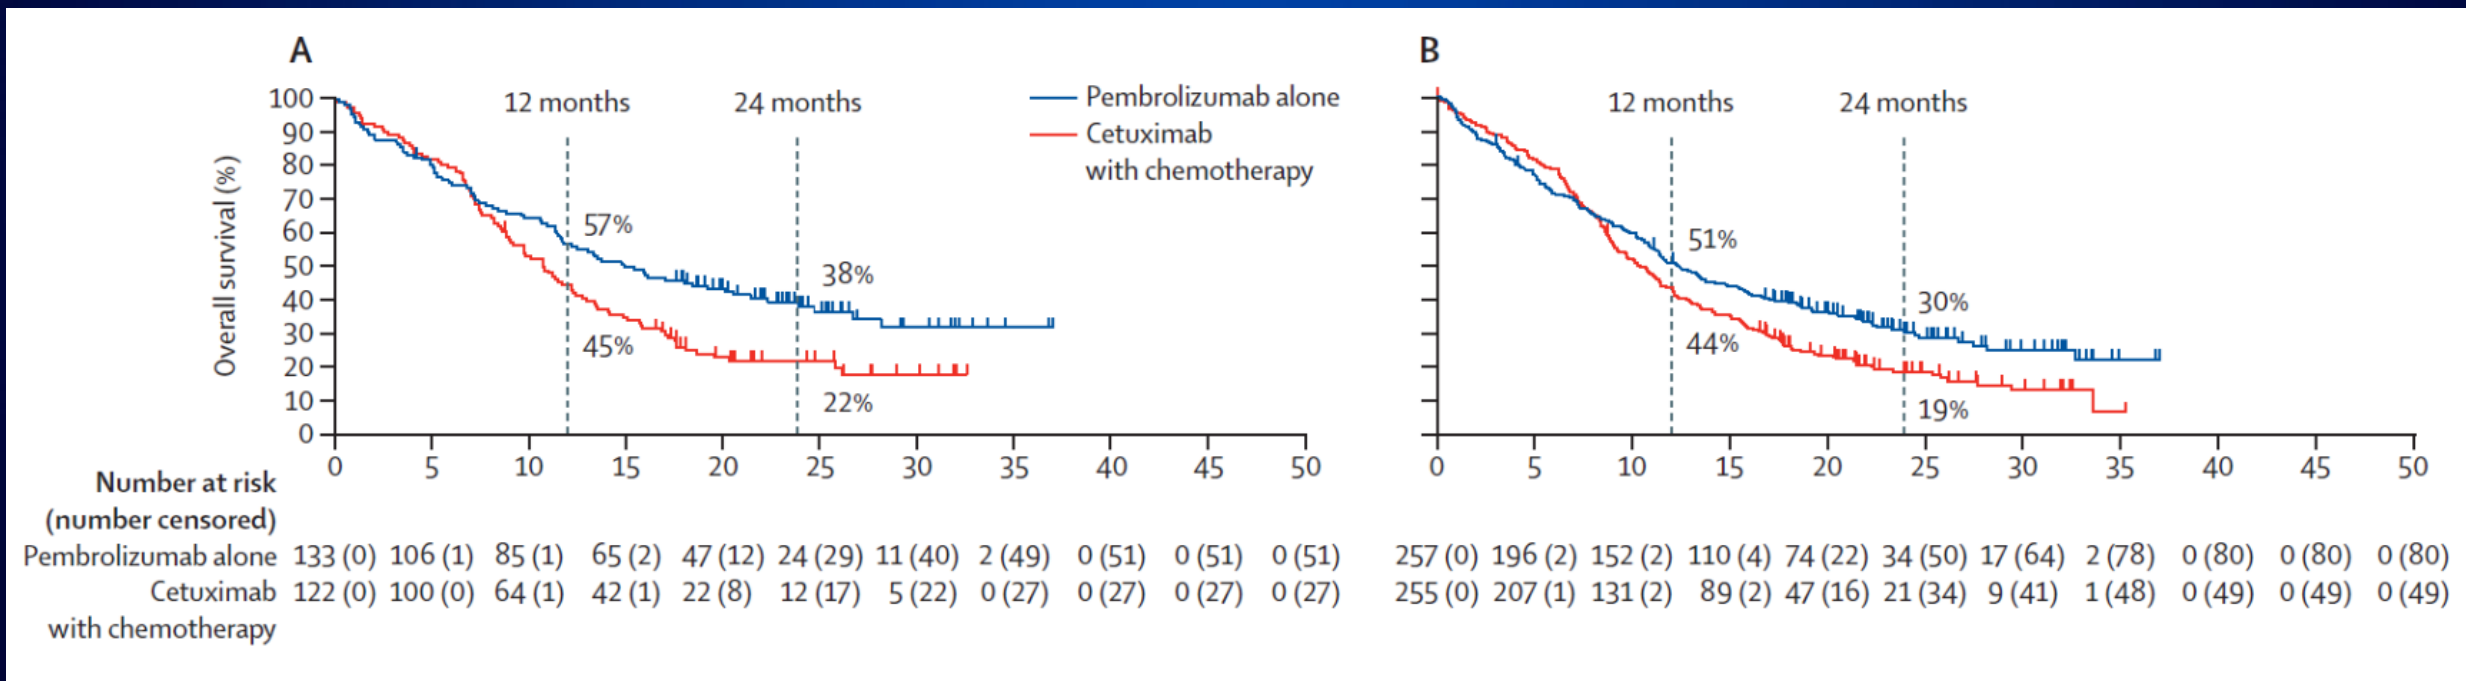 A
B
100
90
80
70
60
50
40
30
20
10
0
Overall survival (%)
12 months
24 months
Pembrolizumab alone
Cetuximab
with chemotherapy
57%
38%
45%
22%
0 5 10 15 20 25 30 35 40 45 50
12 months
24 months
51%
30%
44%
19%
0 5 10 15 20 25 30 35 40 45 50
Number at risk
(number censored)
Pembrolizumab alone 133 (0) 106 (1) 85 (1) 65 (2) 47 (12) 24 (29) 11 (40) 2 (49) 0 (51) 0 (51) 0 (51) 257 (0) 196 (2) 152 (2) 110 (4) 74 (22) 34 (50) 17 (64) 2 (78) 0 (80) 0 (80) 0 (80)
Cetuximab 122 (0) 100 (0) 64 (1) 42 (1) 22 (8) 12 (17) 5 (22) 0 (27) 0 (27) 0 (27) 0 (27) 255 (0) 207 (1) 131 (2) 89 (2) 47 (16) 21 (34) 9 (41) 1 (48) 0 (49) 0 (49) 0 (49)
with chemotherapy